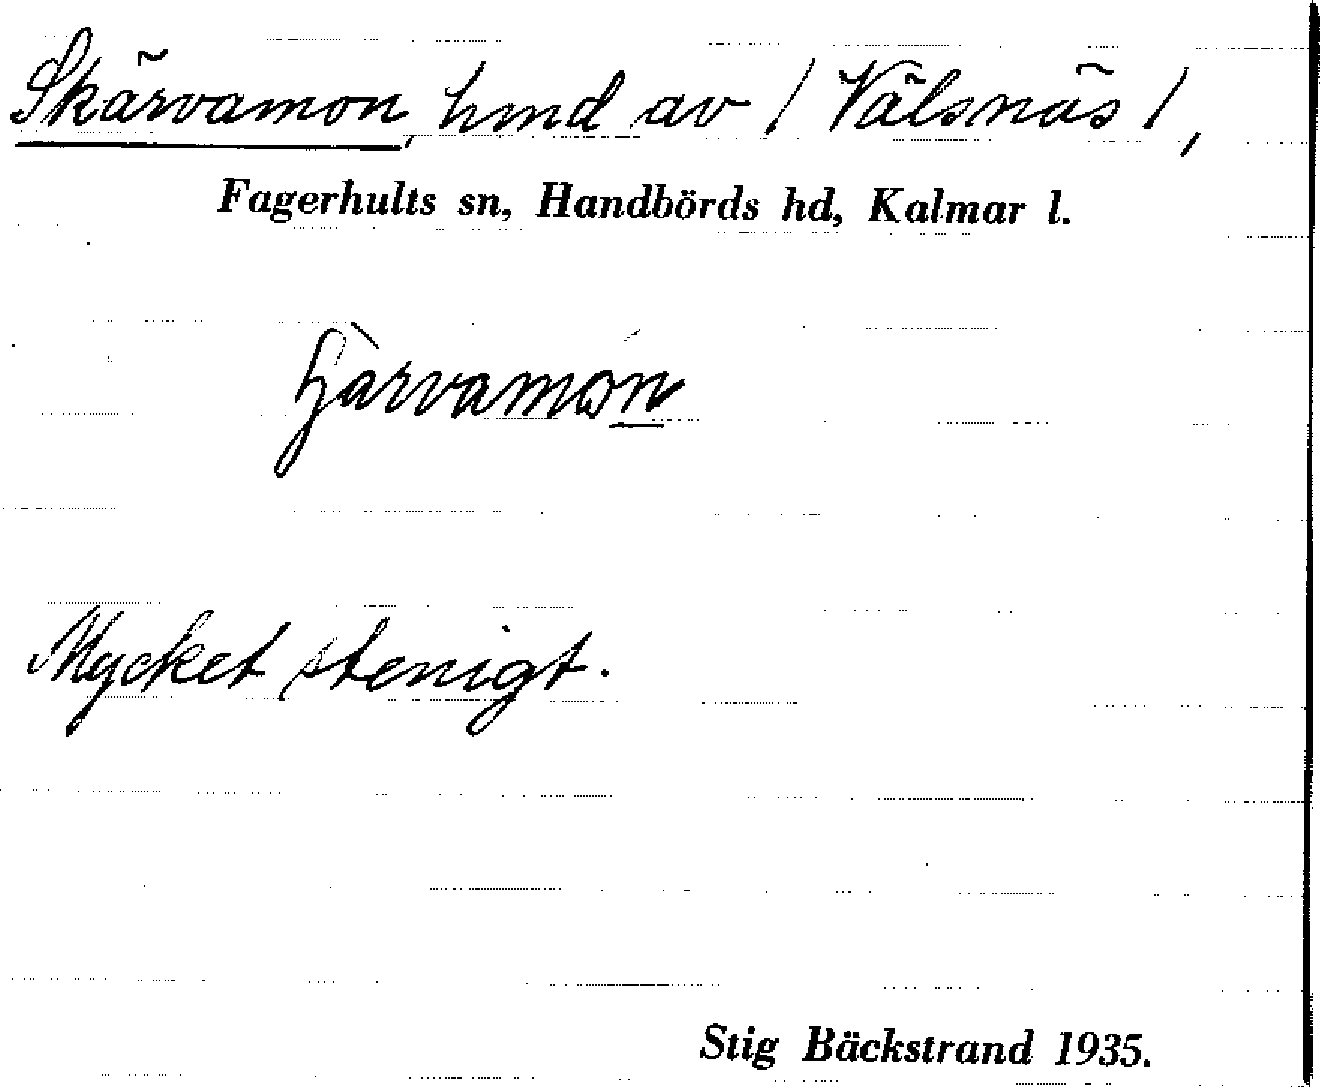 Skärvamon, hmd av / Välsnäs /,
Fagerhults sn, Handbörds hd, Kalmar l.
Mycket stenigt.
Stig Bäckstrand 1935.